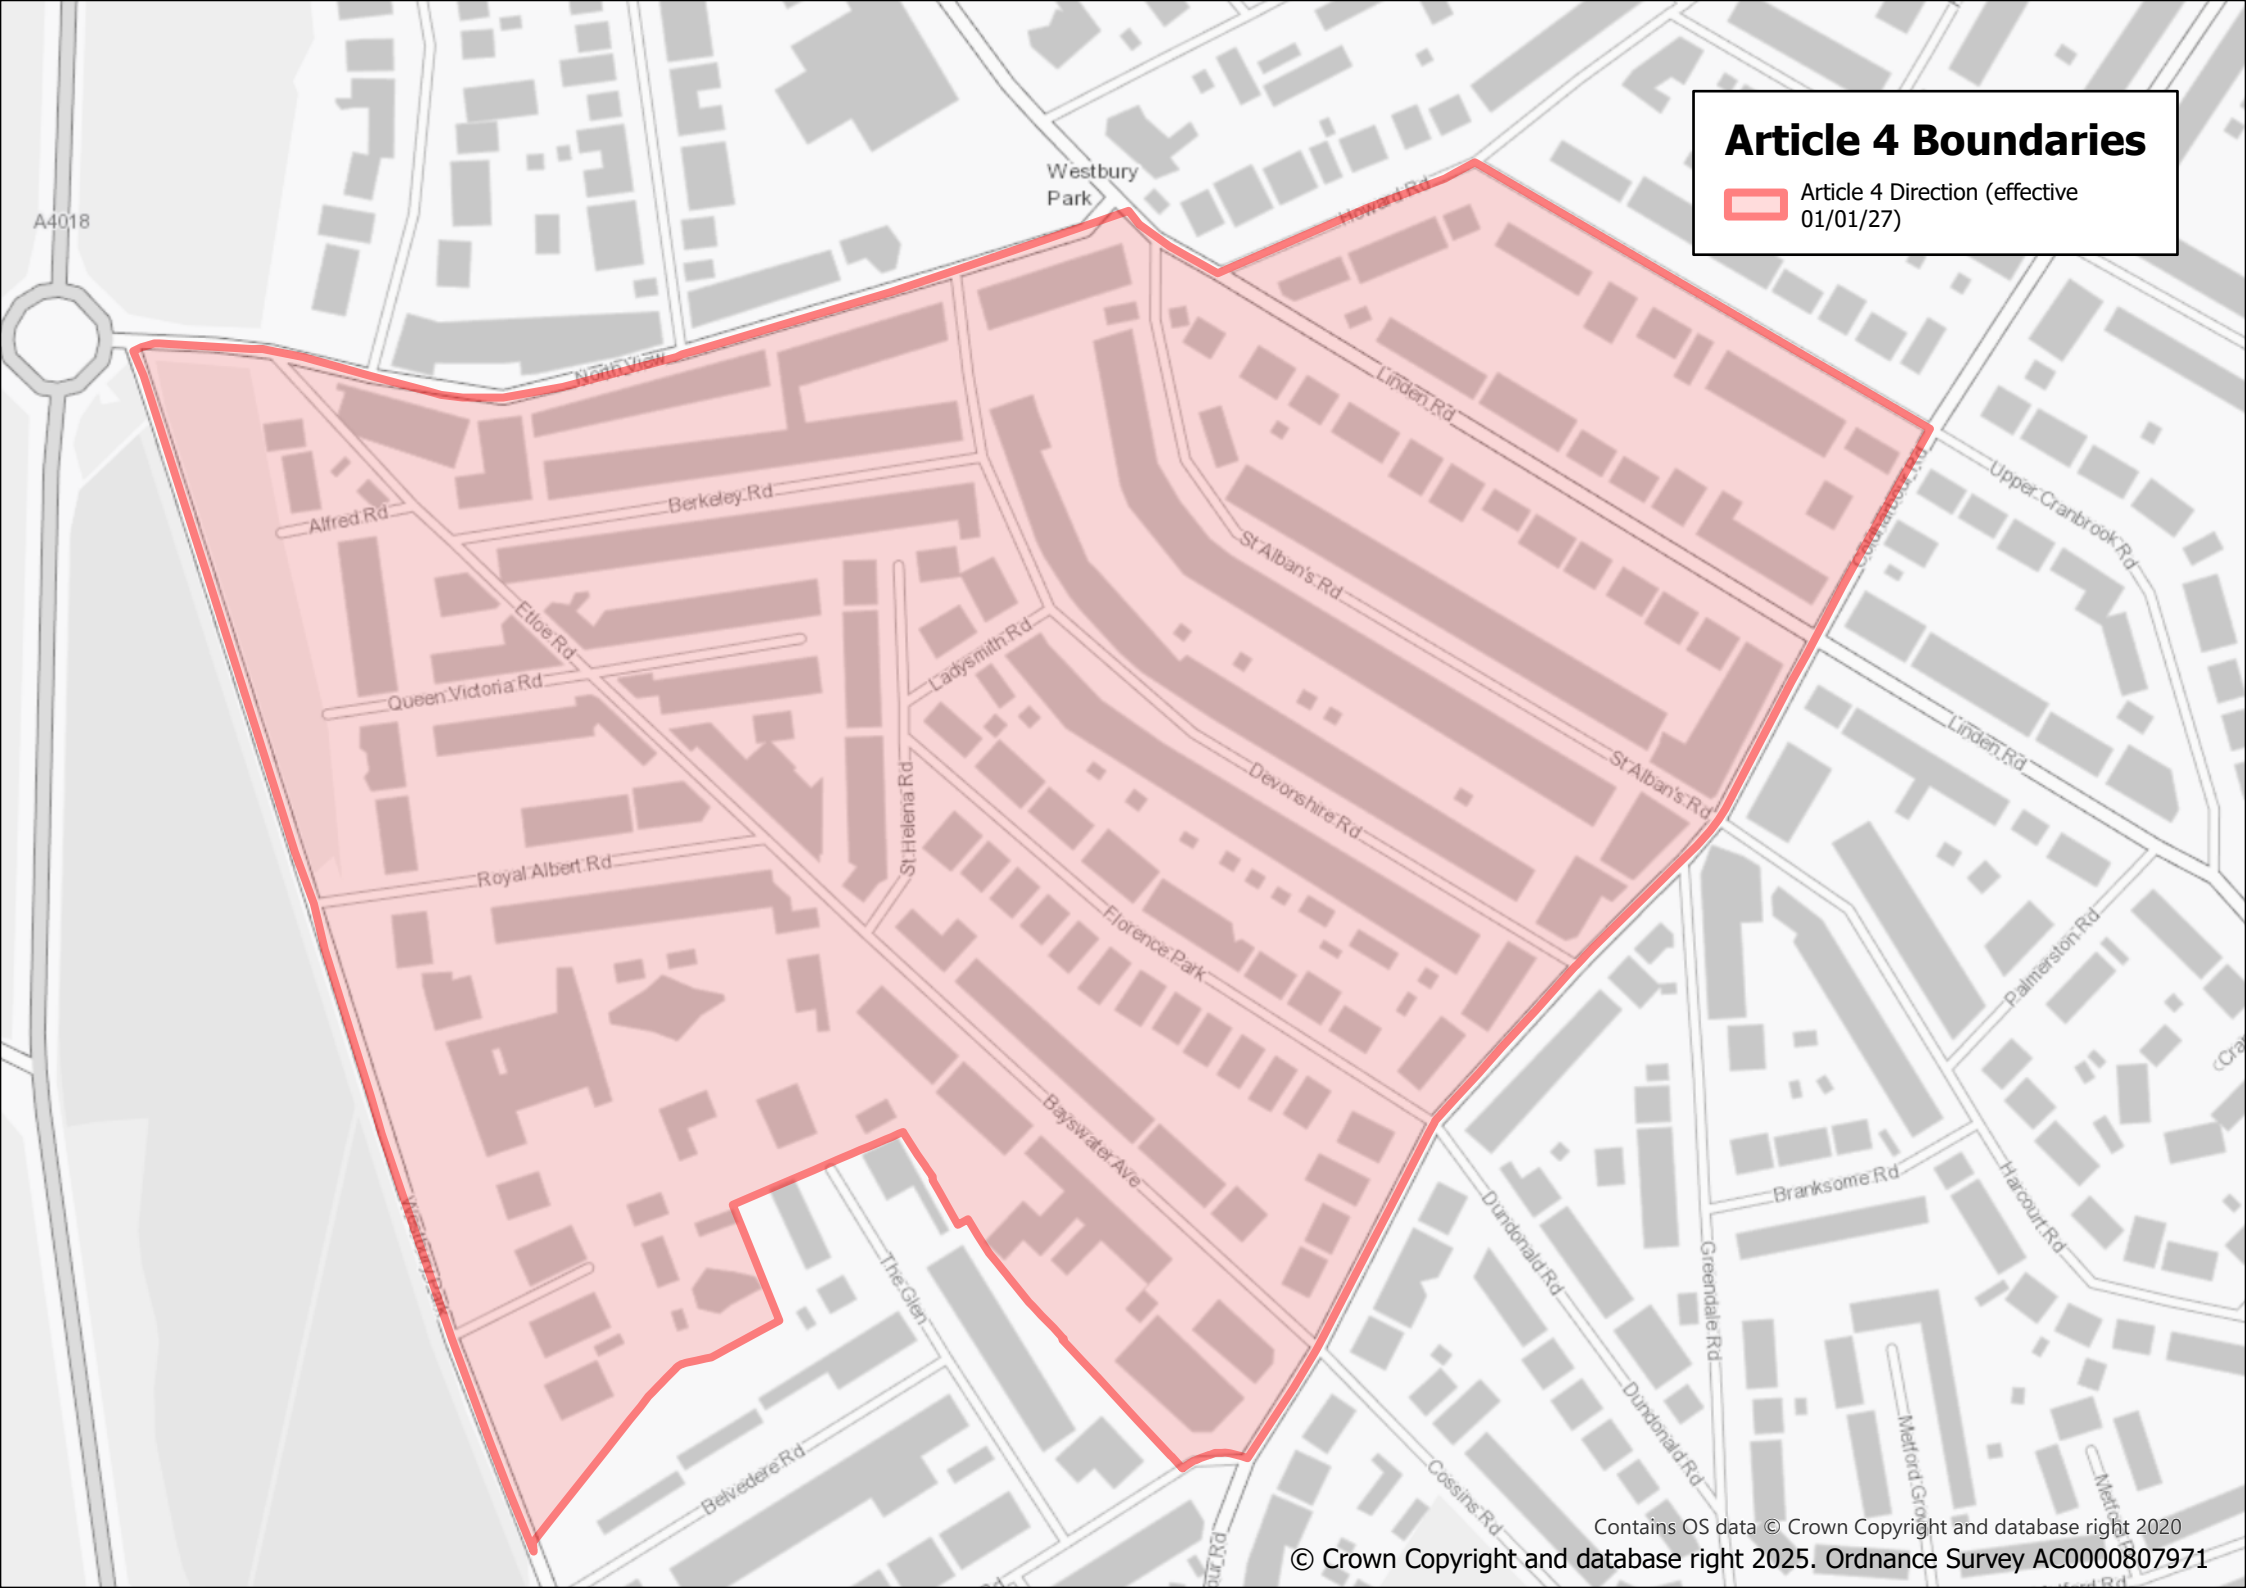 Article 4 Boundaries
Article 4 Direction (effective
01/01/27)
Westbury
Park
A4018
Howard Rd
North View
Linden Rd
Upper Cranbrook Rd
Berkeley Rd
Alfred Rd
St Alban's Rd
Etloe Rd
Ladysmith Rd
Queen Victoria Rd
Linden Rd
St Alban's Rd
Devonshire Rd
St Helena Rd
Royal Albert Rd
Florence Park
Palmerston Rd
Bayswater Ave
Branksome Rd
Harcourt Rd
Dundonald Rd
Westbury Park
The Glen
Greendale Rd
Dundonald Rd
Belvedere Rd
Cossins Rd
Contains OS data © Crown Copyright and database right 2020
© Crown Copyright and database right 2025. Ordnance Survey AC0000807971